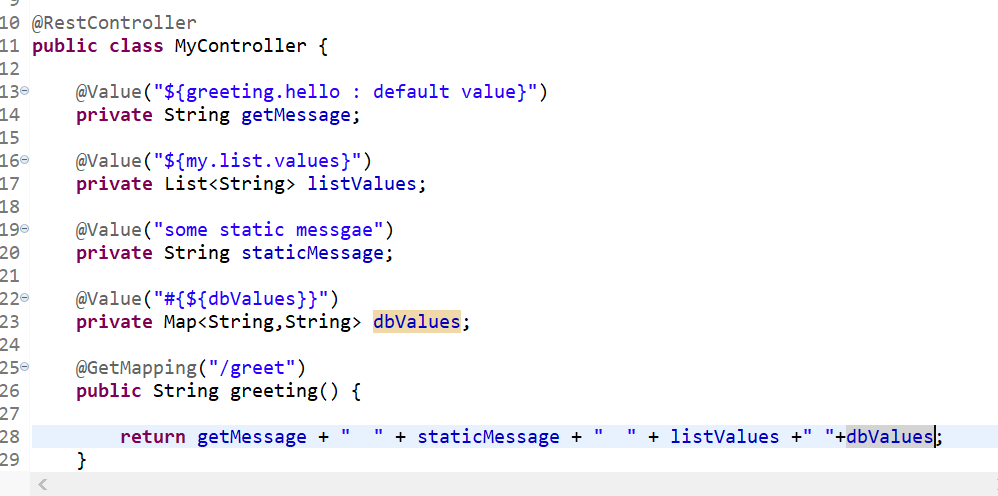 9
10 @RestController
11 public class MyController {
12
13 @Value("${greeting.hello : default value}")
14 private String getMessage;
15
16 @Value("${my.list.values}")
17 private List<String> listValues;
18
19 @Value("some static messgae")
20 private String staticMessage;
21
22 @Value("#{${dbValues}}")
23 private Map<String,String> dbValues;
24
25 @GetMapping("/greet")
26 public String greeting() {
27
28 return getMessage + "  " + staticMessage + "  " + listValues +" "+dbValues;
29 }